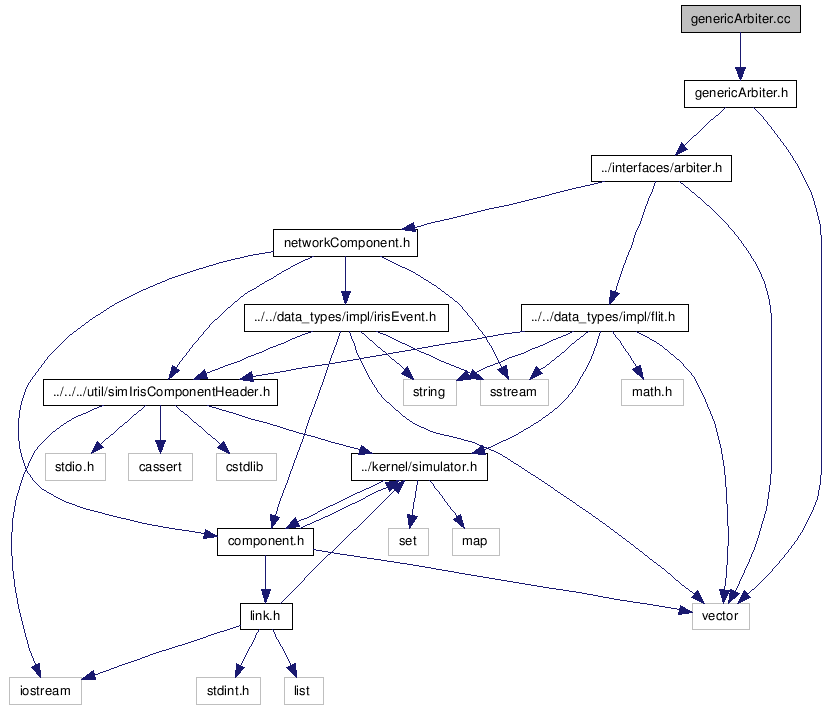 genericArbiter.cc
genericArbiter.h
../interfaces/arbiter.h
networkComponent.h
../../data_types/impl/irisEvent.h
../../data_types/impl/flit.h
../../../util/simIrisComponentHeader.h
string
sstream
math.h
stdio.h
cassert
cstdlib
../kernel/simulator.h
component.h
set
map
link.h
vector
iostream
stdint.h
list